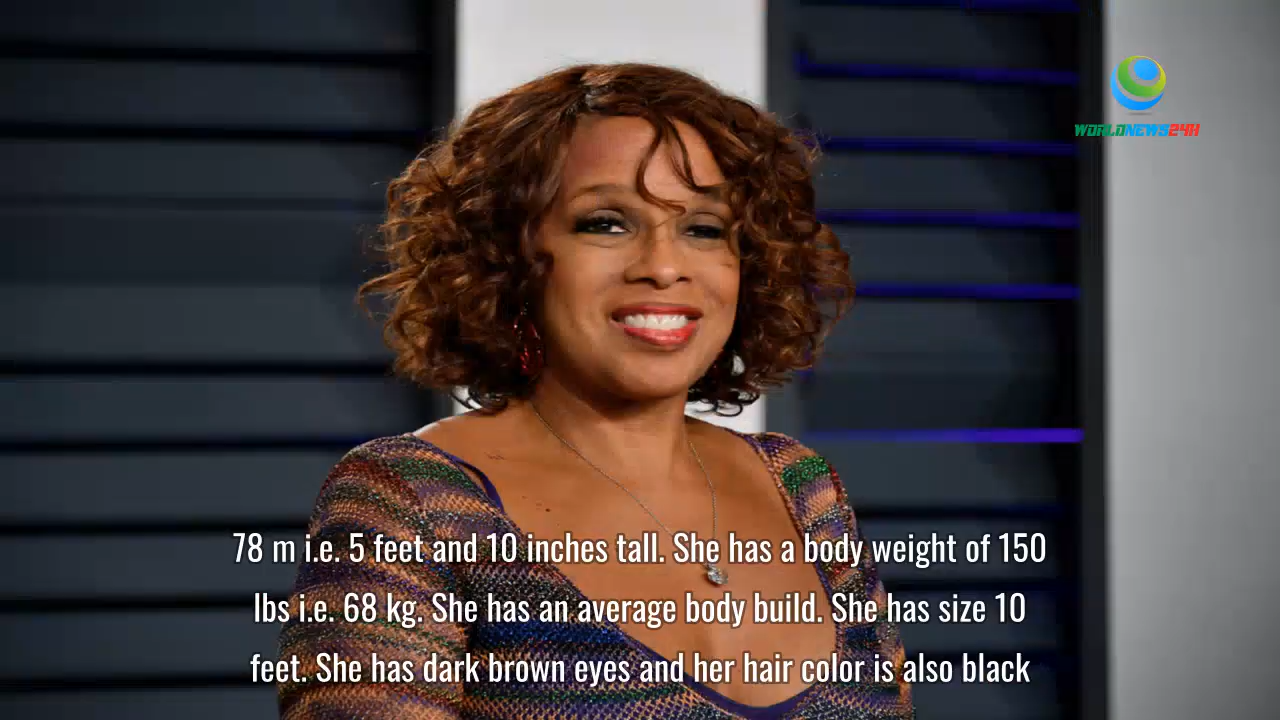 WORLDNEWS24H
78 m i.e. 5 feet and 10 inches tall. She has a body weight of 150
lbs i.e. 68 kg. She has an average body build. She has size 10
feet. She has dark brown eyes and her hair color is also black